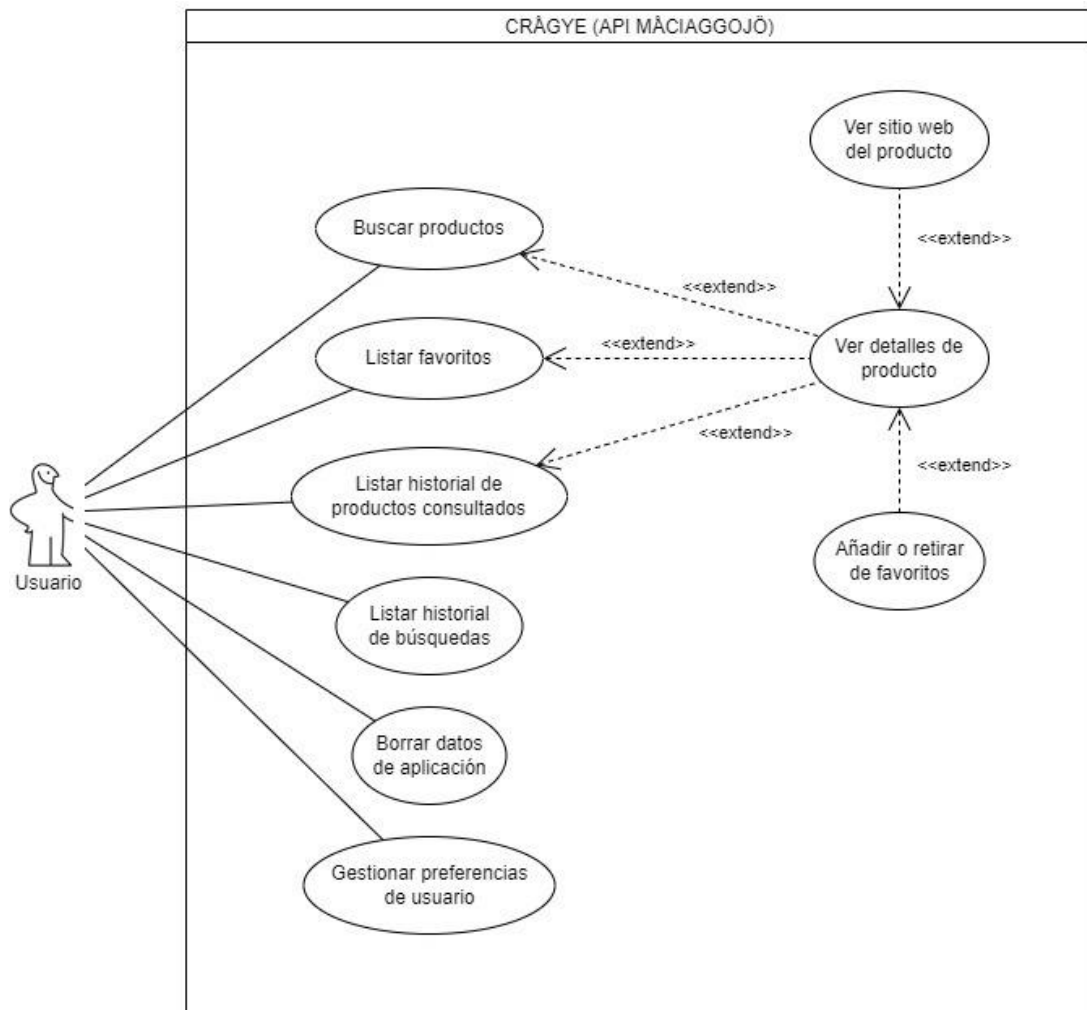 CRÅGYE (API MÅCIAGGOJÖ)
Ver sitio web
del producto
Buscar productos
<<extend>>
<<extend>>
Listar favoritos
<<extend>>
Ver detalles de
producto
<<extend>>
Listar historial de
productos consultados
<<extend>>
Añadir o retirar
de favoritos
Usuario
Listar historial
de búsquedas
Borrar datos
de aplicación
Gestionar preferencias
de usuario